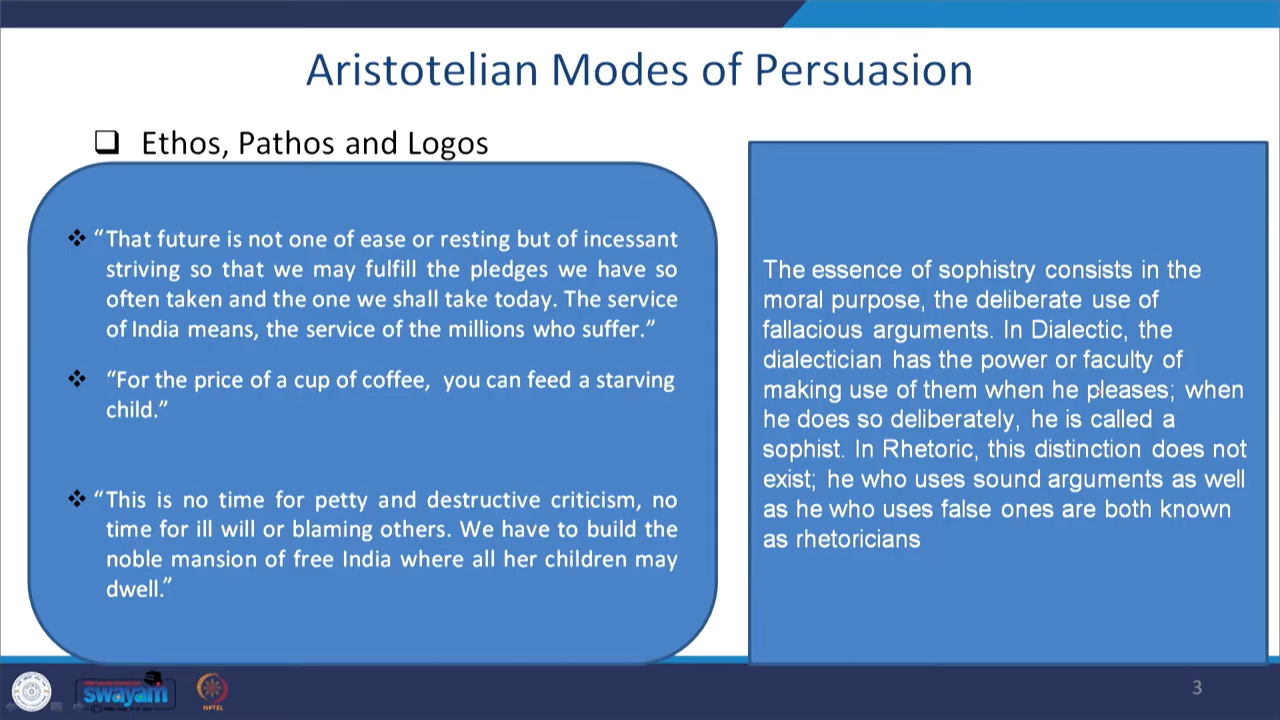 Aristotelian Modes of Persuasion
Ethos, Pathos and Logos
“That future is not one of ease or resting but of incessant
striving so that we may fulfill the pledges we have so
often taken and the one we shall take today. The service
of India means, the service of the millions who suffer.”
“For the price of a cup of coffee, you can feed a starving
child.”
“This is no time for petty and destructive criticism, no
time for ill will or blaming others. We have to build the
noble mansion of free India where all her children may
dwell.”
The essence of sophistry consists in the
moral purpose, the deliberate use of
fallacious arguments. In Dialectic, the
dialectician has the power or faculty of
making use of them when he pleases; when
he does so deliberately, he is called a
sophist. In Rhetoric, this distinction does not
exist; he who uses sound arguments as well
as he who uses false ones are both known
as rhetoricians
swayam
NPTEL
3